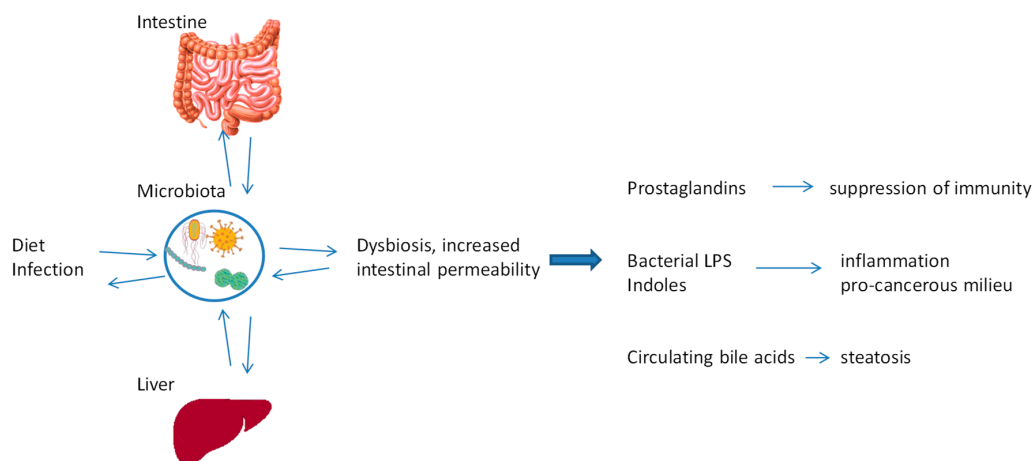 Intestine
Microbiota
Diet
Infection
Dysbiosis, increased
intestinal permeability
Liver
Prostaglandins
suppression of immunity
Bacterial LPS
Indoles
inflammation
pro-cancerous milieu
Circulating bile acids
steatosis